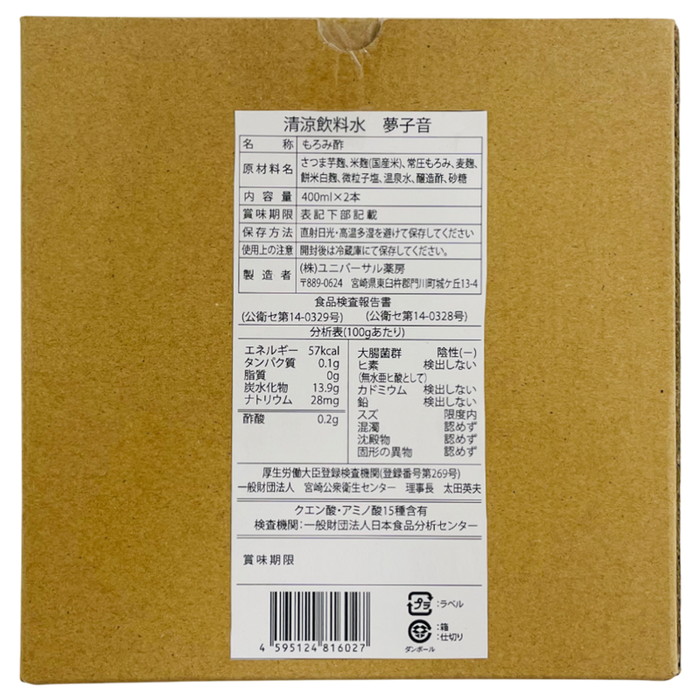 清涼飲料水　夢子音
名称 もろみ酢
原材料名 さつま芋麹、米麹(国産米)、常圧もろみ、麦麹、
餅米白麹、微粒子塩、温泉水、醸造酢、砂糖
内容量 400ml×2本
賞味期限 表記下部記載
保存方法 直射日光・高温多湿を避けて保存してください
使用上の注意 開封後は冷蔵庫にて保存してください。
製造者 (株)ユニバーサル薬房
〒889-0624　宮崎県東臼杵郡門川町城ケ丘13-4
食品検査報告書
(公衛セ第14-0329号)　(公衛セ第14-0328号)
分析表(100gあたり)
エネルギー 57kcal
タンパク質 0.1g
脂質 0g
炭水化物 13.9g
ナトリウム 28mg
酢酸 0.2g
大腸菌群 陰性(ー)
ヒ素 検出しない
(無水亜ヒ酸として)
カドミウム 検出しない
鉛 検出しない
スズ 限度内
混濁 認めず
沈殿物 認めず
固形の異物 認めず
厚生労働大臣登録検査機関(登録番号第269号)
一般財団法人　宮崎公衆衛生センター　理事長　太田英夫
クエン酸・アミノ酸15種含有
検査機関：一般財団法人日本食品分析センター
賞味期限
4 595124 816027
プラ ：ラベル
：箱
：仕切り
ダンボール